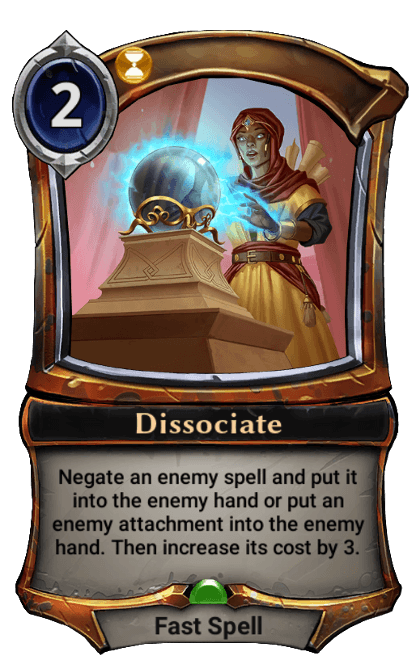 2
Dissociate
Negate an enemy spell and put it
into the enemy hand or put an
enemy attachment into the enemy
hand. Then increase its cost by 3.
Fast Spell